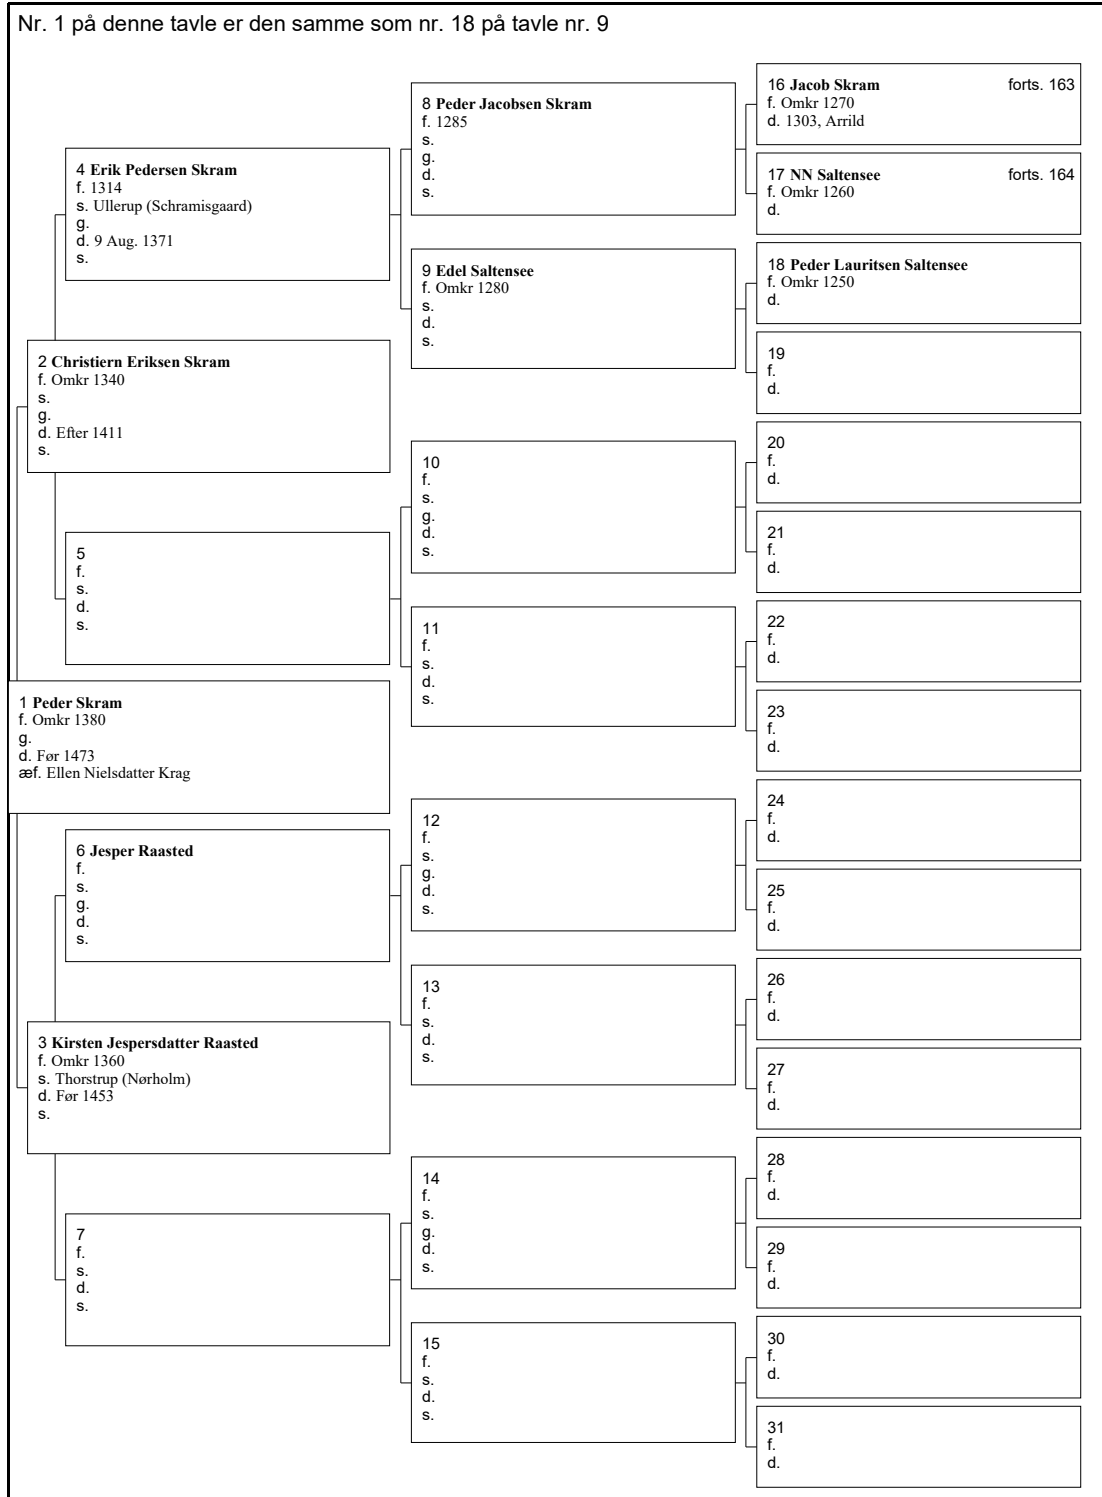 Nr. 1 på denne tavle er den samme som nr. 18 på tavle nr. 9
1 Peder Skram
f. Omkr 1380
g.
d. Før 1473
æf. Ellen Nielsdatter Krag
2 Christiern Eriksen Skram
f. Omkr 1340
s.
g.
d. Efter 1411
s.
3 Kirsten Jespersdatter Raasted
f. Omkr 1360
s. Thorstrup (Nørholm)
d. Før 1453
s.
4 Erik Pedersen Skram
f. 1314
s. Ullerup (Schramisgaard)
g.
d. 9 Aug. 1371
s.
5
f.
s.
d.
s.
6 Jesper Raasted
f.
s.
g.
d.
s.
7
f.
s.
d.
s.
8 Peder Jacobsen Skram
f. 1285
s.
g.
d.
s.
9 Edel Saltensee
f. Omkr 1280
s.
d.
s.
10
f.
s.
g.
d.
s.
11
f.
s.
d.
s.
12
f.
s.
g.
d.
s.
13
f.
s.
d.
s.
14
f.
s.
g.
d.
s.
15
f.
s.
d.
s.
16 Jacob Skram forts. 163
f. Omkr 1270
d. 1303, Arrild
17 NN Saltensee forts. 164
f. Omkr 1260
d.
18 Peder Lauritsen Saltensee
f. Omkr 1250
d.
19
f.
d.
20
f.
d.
21
f.
d.
22
f.
d.
23
f.
d.
24
f.
d.
25
f.
d.
26
f.
d.
27
f.
d.
28
f.
d.
29
f.
d.
30
f.
d.
31
f.
d.